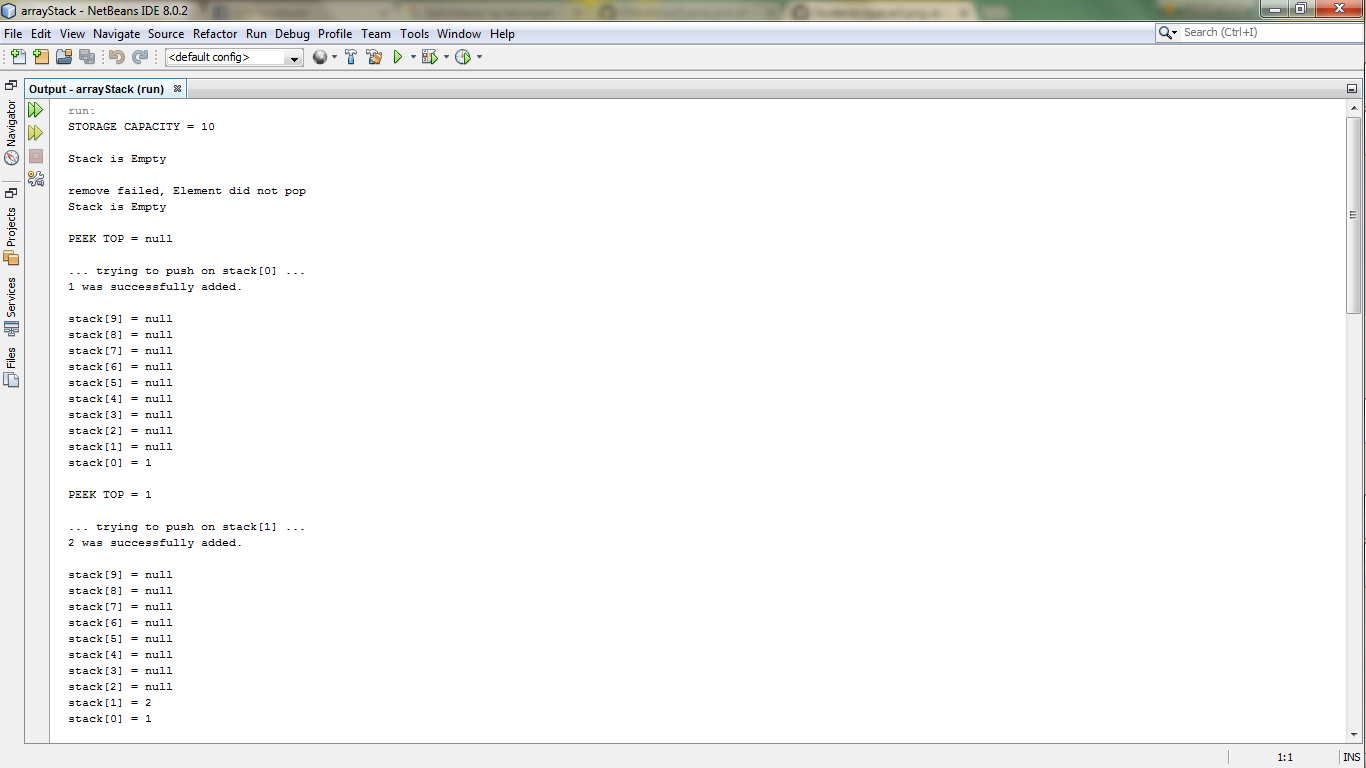 arrayStack - NetBeans IDE 8.0.2
File Edit View Navigate Source Refactor Run Debug Profile Team Tools Window Help
Search (Ctrl+I)
<default config>
Output - arrayStack (run)
Navigator
Projects
Services
Files
run:
STORAGE CAPACITY = 10
Stack is Empty
remove failed, Element did not pop
Stack is Empty
PEEK TOP = null
... trying to push on stack[0] ...
1 was successfully added.
stack[9] = null
stack[8] = null
stack[7] = null
stack[6] = null
stack[5] = null
stack[4] = null
stack[3] = null
stack[2] = null
stack[1] = null
stack[0] = 1
PEEK TOP = 1
... trying to push on stack[1] ...
2 was successfully added.
stack[9] = null
stack[8] = null
stack[7] = null
stack[6] = null
stack[5] = null
stack[4] = null
stack[3] = null
stack[2] = null
stack[1] = 2
stack[0] = 1
1:1
INS